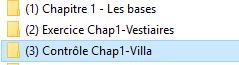 (1) Chapitre 1 - Les bases
(2) Exercice Chap1-Vestiaires
(3) Contrôle Chap1-Villa